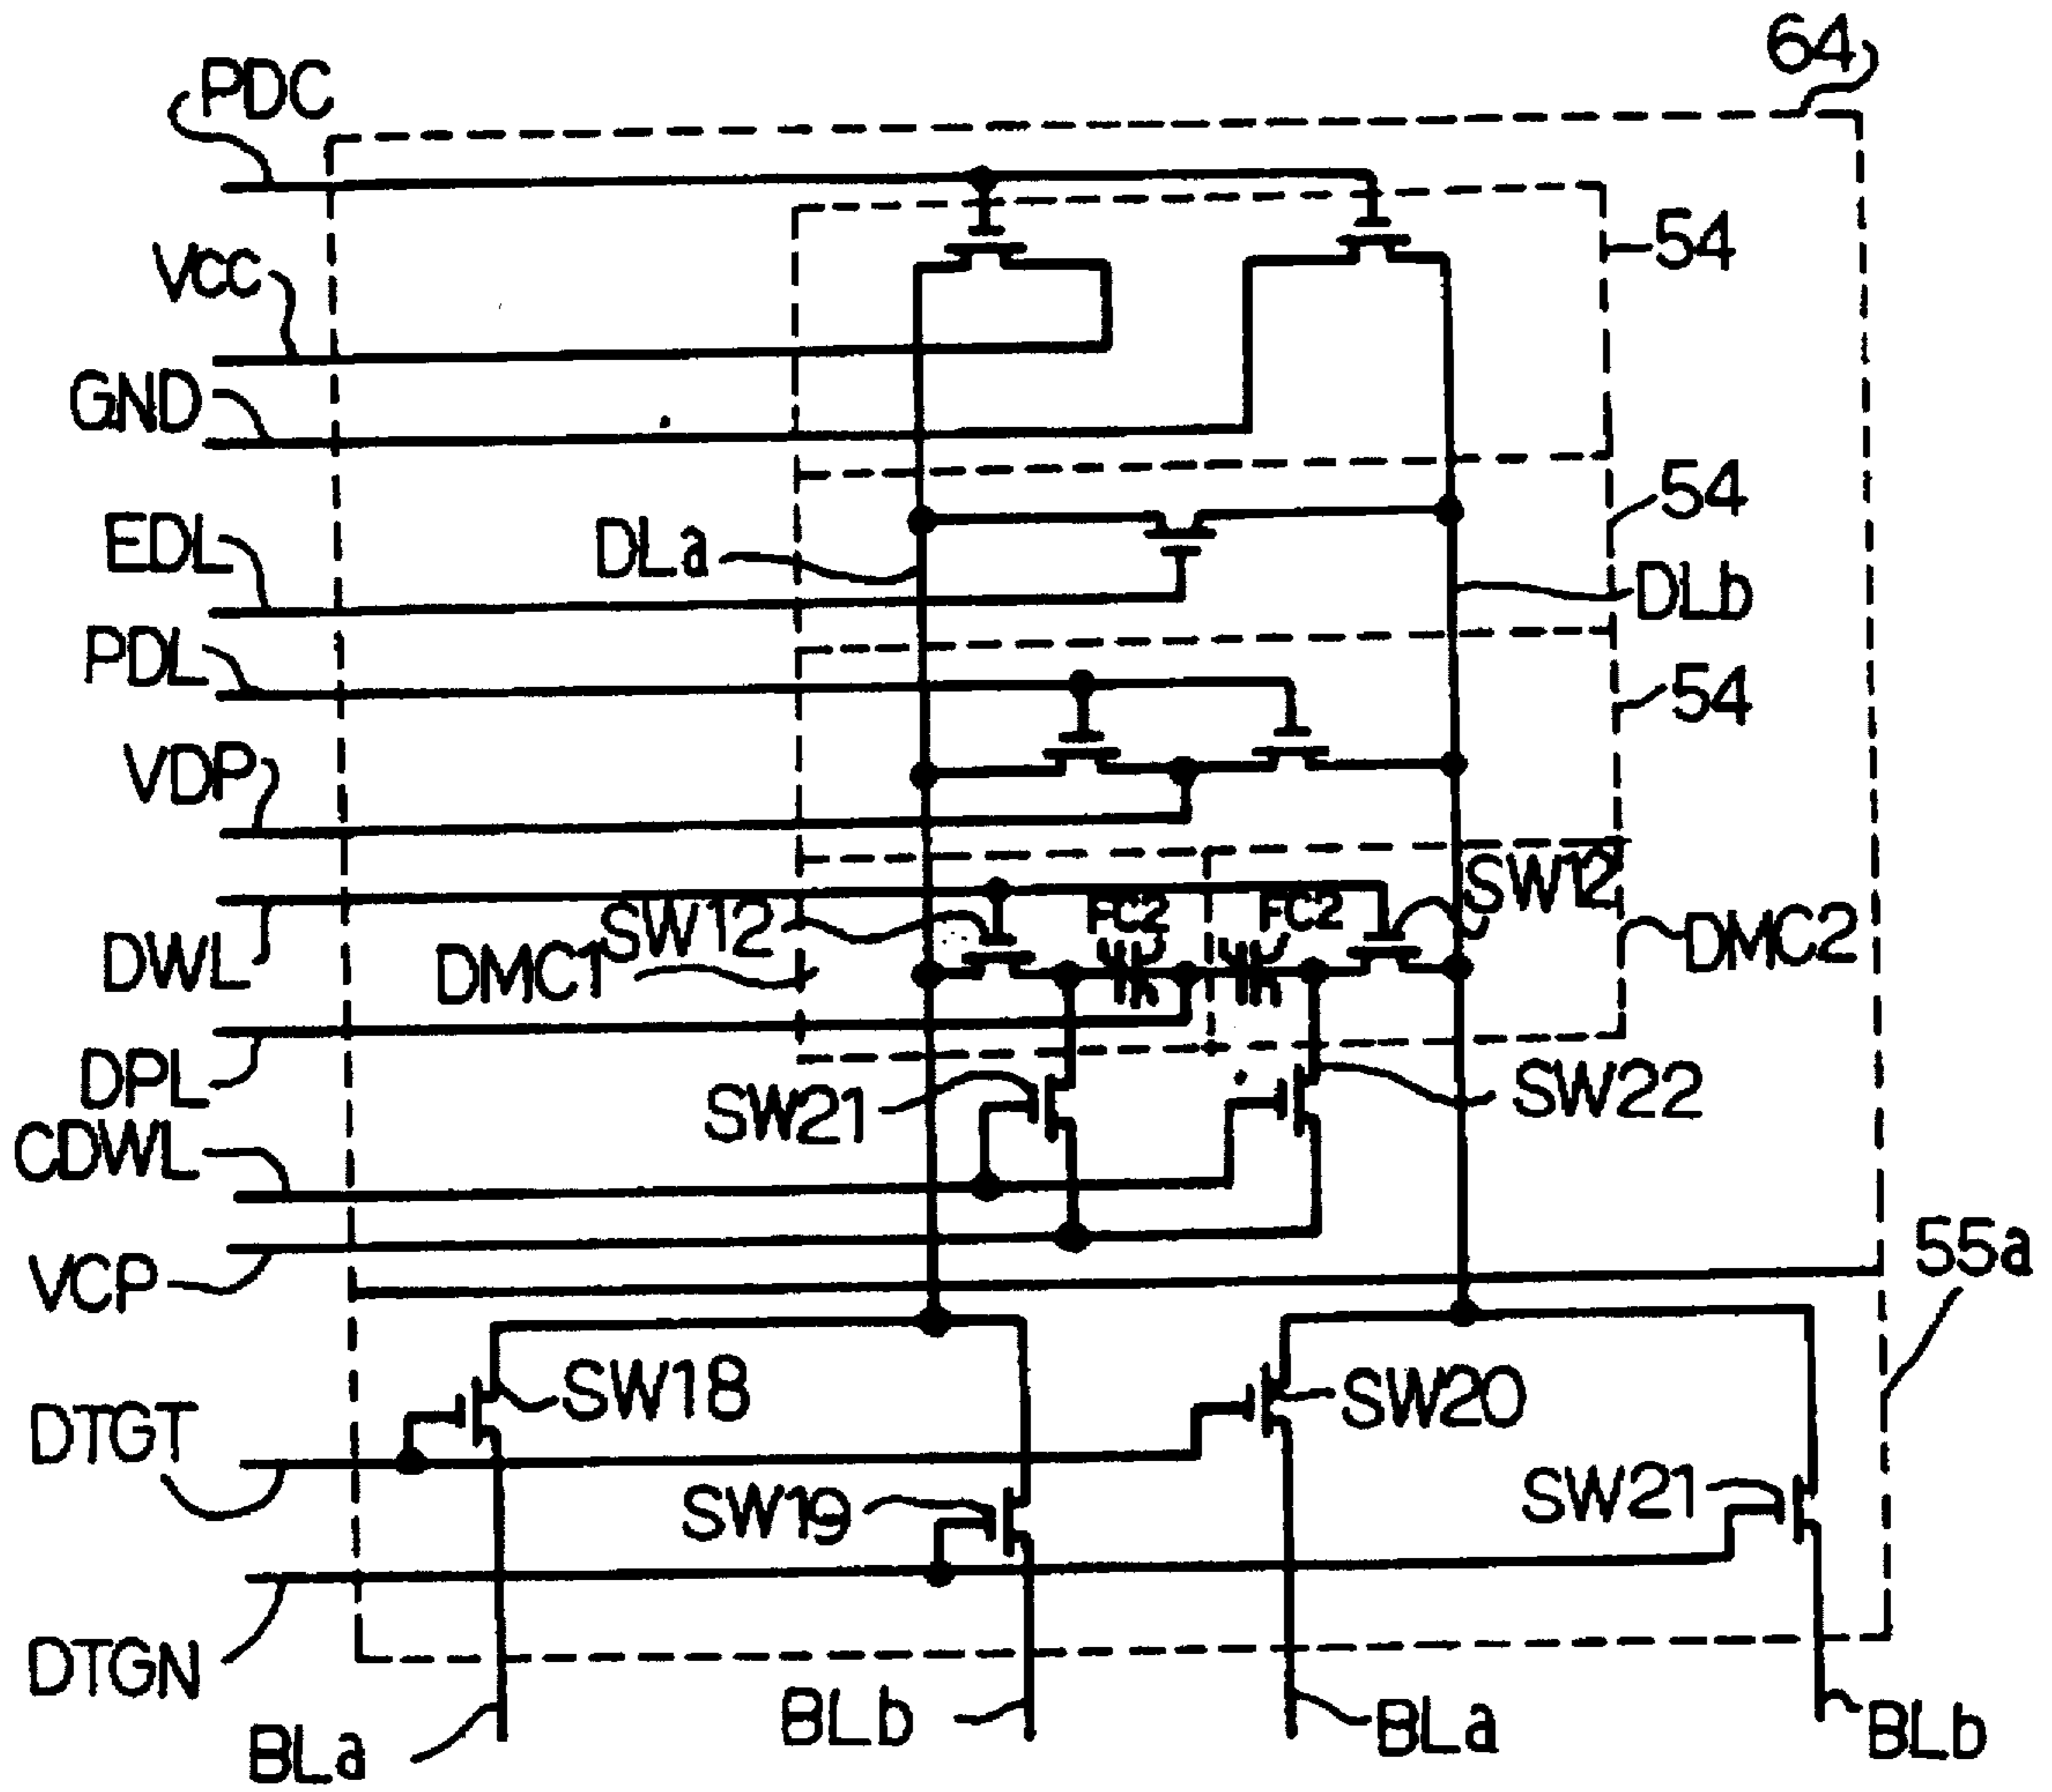 64
PDC
54
VCC
GND
54
EDL
DLa
DLb
PDL
54
VDP
SW12
SW12
FC2
FC2
DWL
DMC1
DMC2
DPL
SW21
SW22
CDWL
55a
VCP
SW18
SW20
DTGT
SW19
SW21
DTGN
BLa
BLb
BLa
BLb